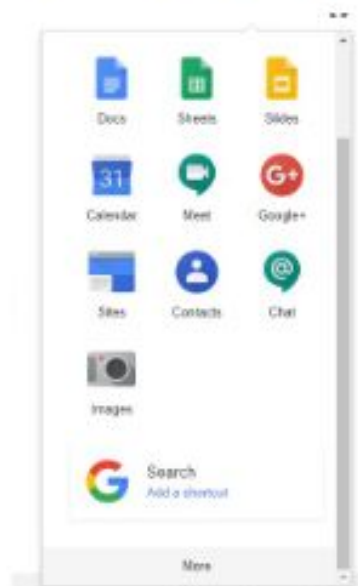 Docs Sheets Slides
31
Calendar Meet Google+
Sites Contacts Chat
Images
Search
Add a shortcut
More